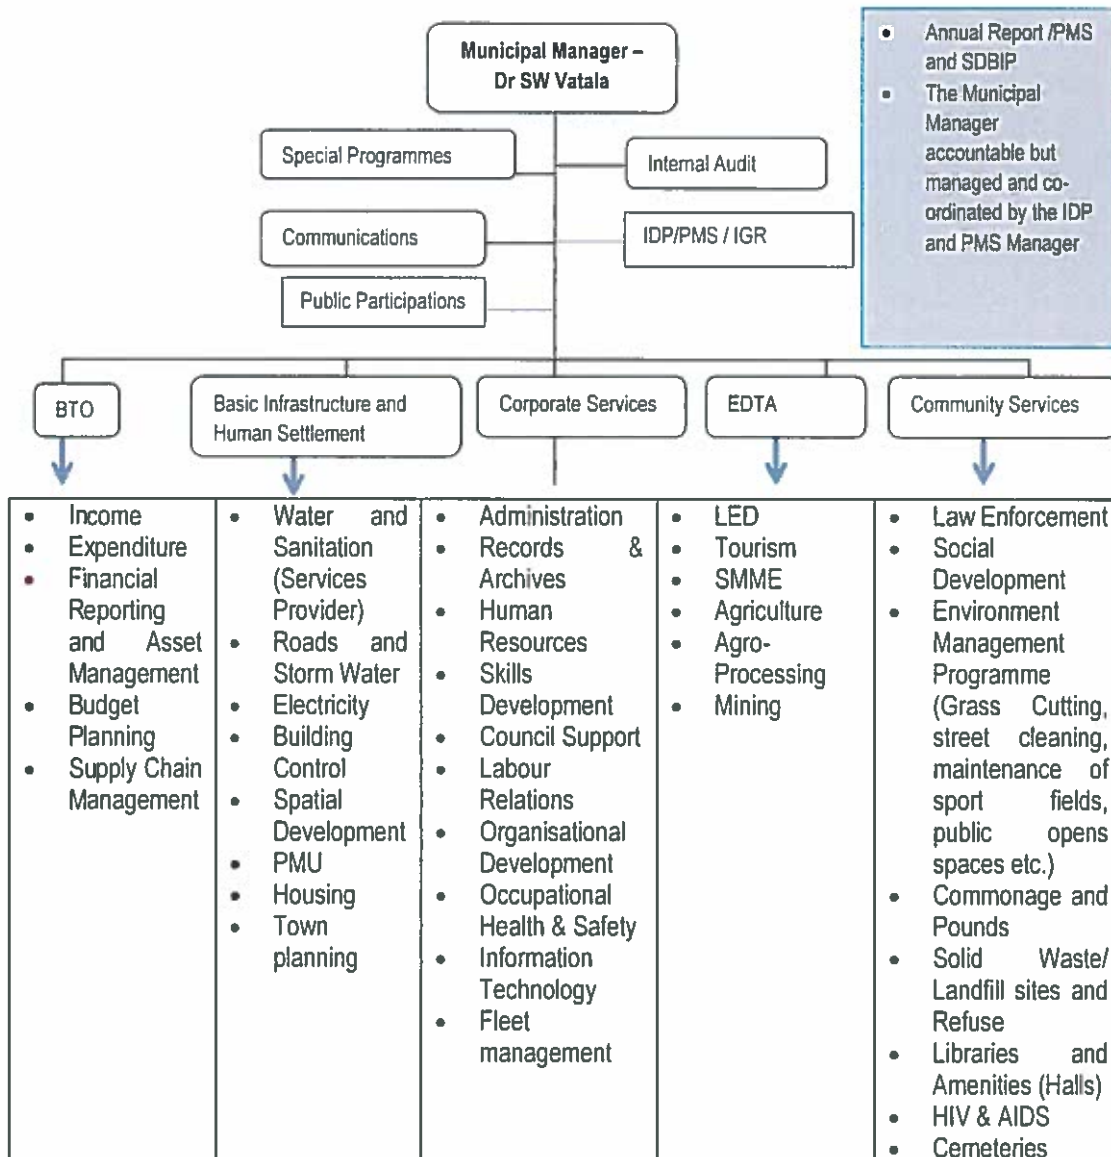 Municipal Manager –
Dr SW Vatala
• Annual Report /PMS
and SDBIP
• The Municipal
Manager
accountable but
managed and co-
ordinated by the IDP
and PMS Manager
Special Programmes
Internal Audit
Communications
IDP/PMS / IGR
Public Participations
BTO
Basic Infrastructure and
Human Settlement
Corporate Services
EDTA
Community Services
• Income
• Expenditure
• Financial
Reporting
and Asset
Management
• Budget
Planning
• Supply Chain
Management
• Water and
Sanitation
(Services
Provider)
• Roads and
Storm Water
• Electricity
• Building
Control
• Spatial
Development
• PMU
• Housing
• Town
planning
• Administration
• Records &
Archives
• Human
Resources
• Skills
Development
• Council Support
• Labour
Relations
• Organisational
Development
• Occupational
Health & Safety
• Information
Technology
• Fleet
management
• LED
• Tourism
• SMME
• Agriculture
• Agro-
Processing
• Mining
• Law Enforcement
• Social
Development
• Environment
Management
Programme
(Grass Cutting,
street cleaning,
maintenance of
sport fields,
public opens
spaces etc.)
• Commonage and
Pounds
• Solid Waste/
Landfill sites and
Refuse
• Libraries and
Amenities (Halls)
• HIV & AIDS
• Cemeteries